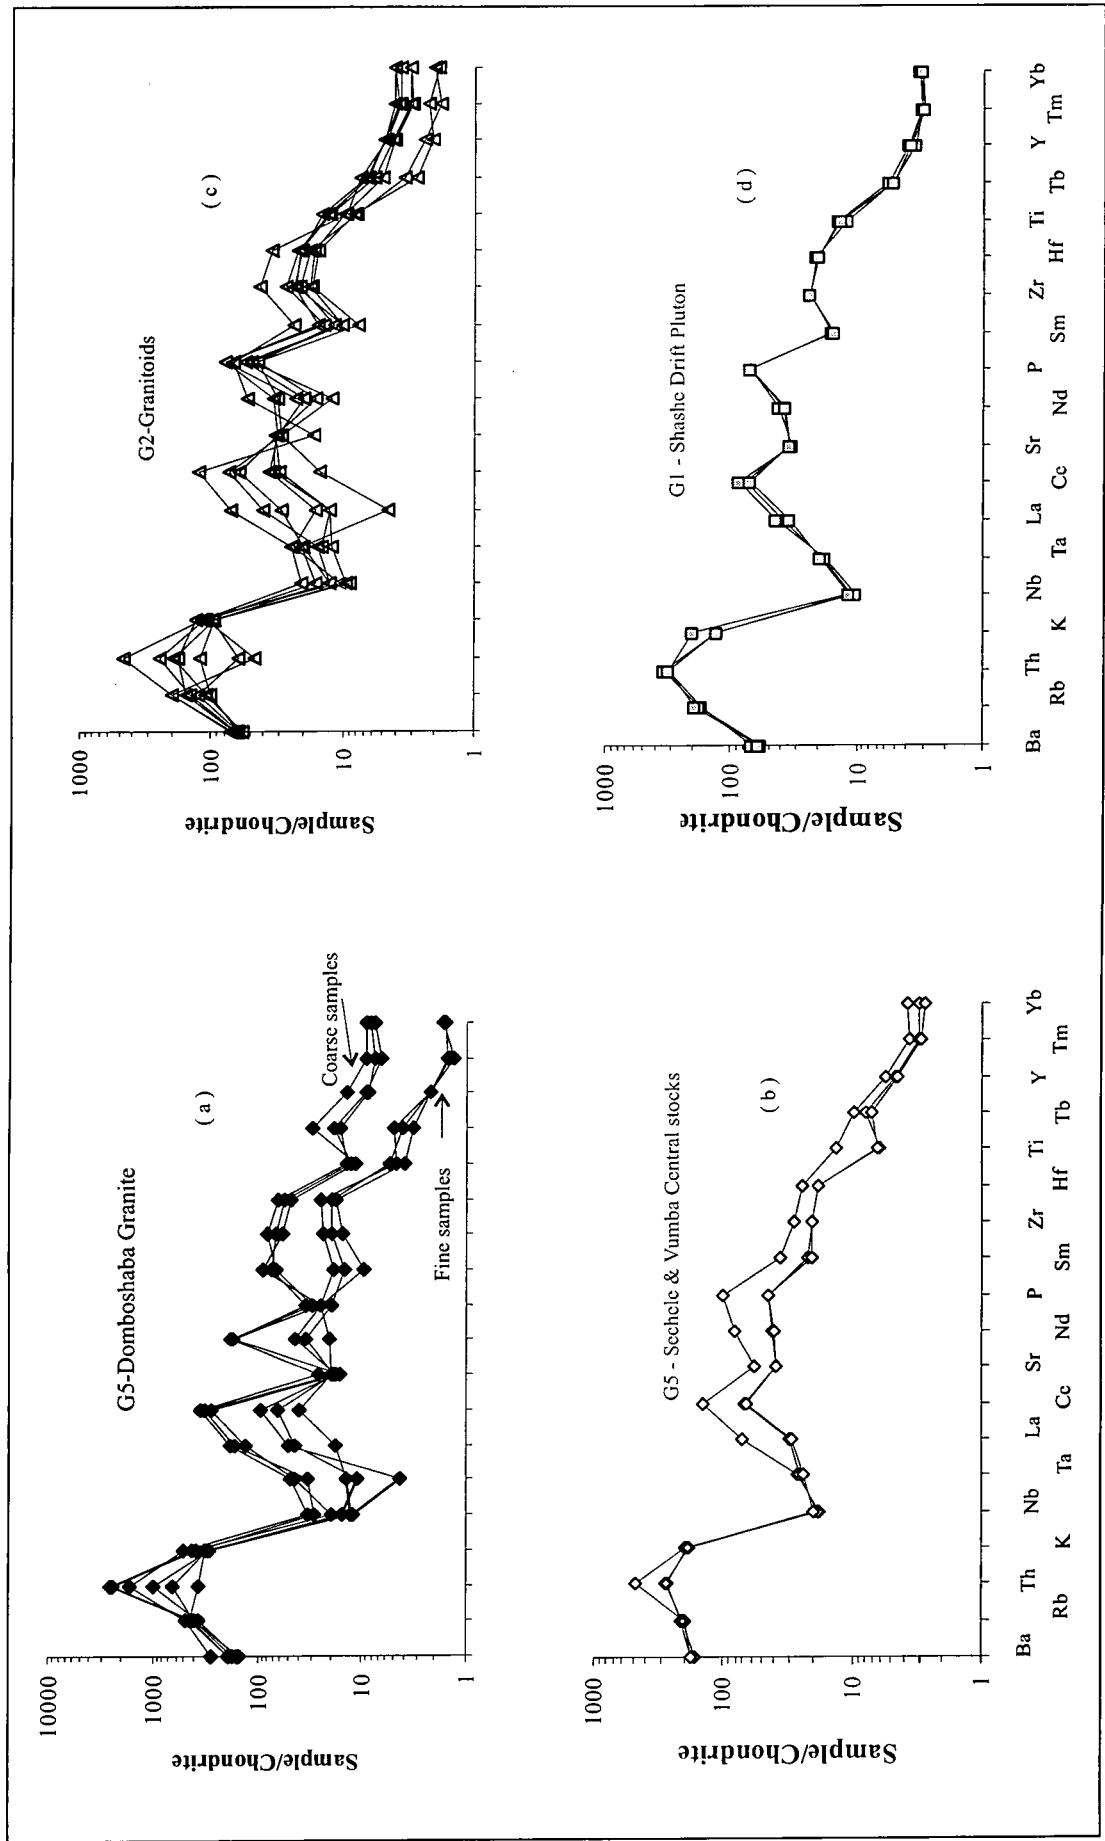 G5-Domboshaba Granite
( a )
Coarse samples
Fine samples
Sample/Chondrite
10000
1000
100
10
1
G2-Granitoids
( c )
Sample/Chondrite
1000
100
10
1
G5 - Sechele & Vumba Central stocks
( b )
Sample/Chondrite
1000
100
10
1
Ba Rb Th K Nb Ta La Ce Sr Nd P Sm Zr Hf Ti Tb Y Tm Yb
G1 - Shashe Drift Pluton
( d )
Sample/Chondrite
1000
100
10
1
Ba Rb Th K Nb Ta La Ce Sr Nd P Sm Zr Hf Ti Tb Y Tm Yb